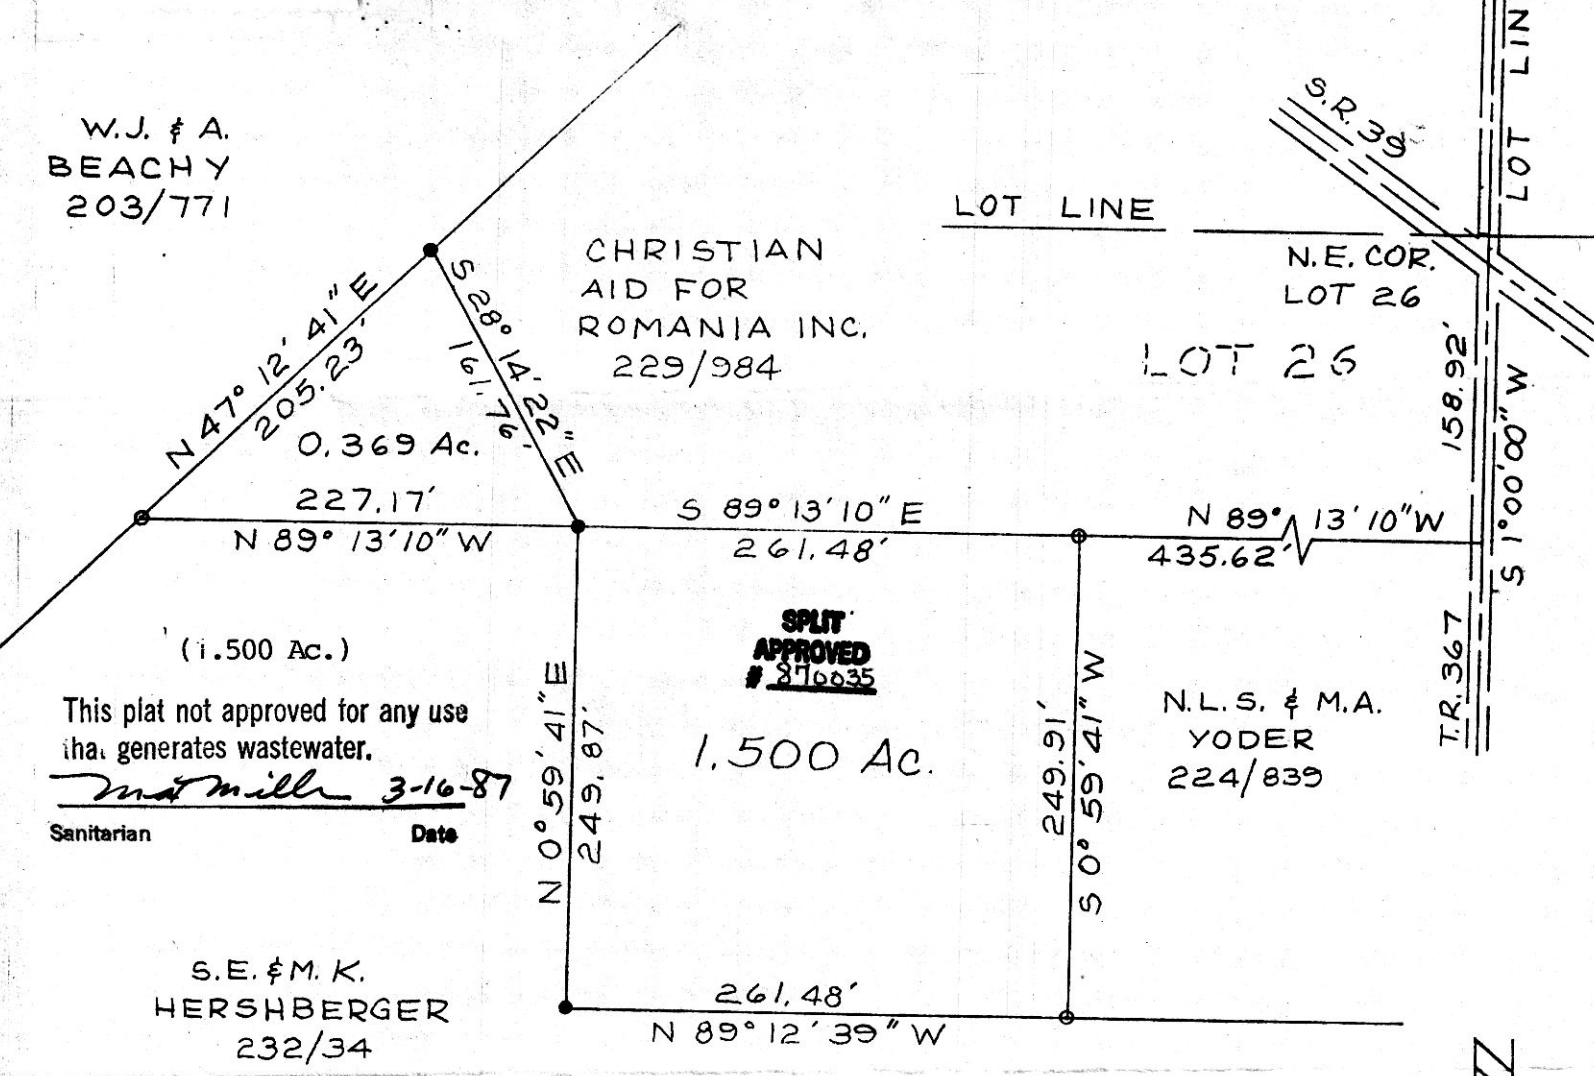 LOT LIN
W.J. & A.
BEACHY
203/771
S.R. 39
LOT LINE
N.E. COR.
LOT 26
CHRISTIAN
AID FOR
ROMANIA INC.
229/984
LOT 26
N 47° 12' 41" E
205.23'
S 28° 14' 22" E
161.76'
0.369 Ac.
227.17'
N 89° 13' 10" W
S 89° 13' 10" E
261.48'
N 89° 13' 10" W
435.62'
158.92'
S 1° 00' 00" W
T.R. 367
(1.500 Ac.)
This plat not approved for any use
that generates wastewater.
3-16-87
Sanitarian Date
SPLIT
APPROVED
# 870035
1.500 Ac.
N 0° 59' 41" E
249.87'
249.91'
S 0° 59' 41" W
N.L.S. & M.A.
YODER
224/839
S.E. & M.K.
HERSHBERGER
232/34
261.48'
N 89° 12' 39" W